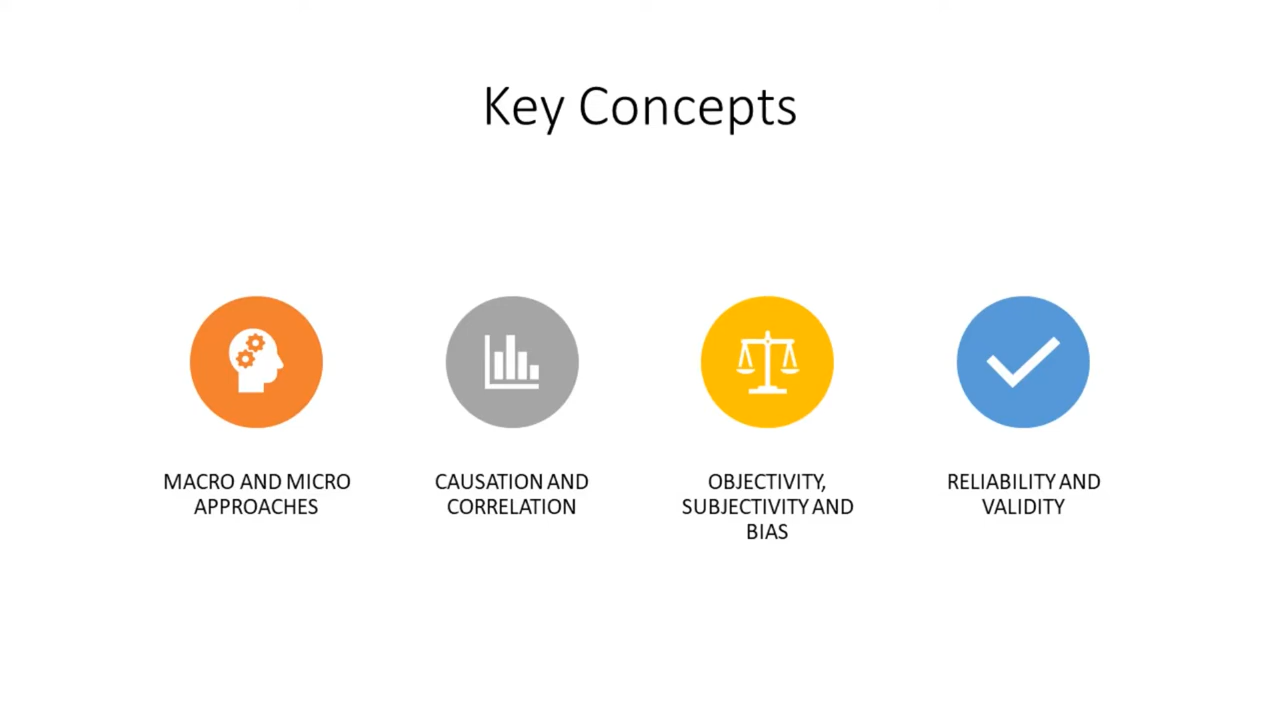 Key Concepts
MACRO AND MICRO
APPROACHES
CAUSATION AND
CORRELATION
OBJECTIVITY,
SUBJECTIVITY AND
BIAS
RELIABILITY AND
VALIDITY